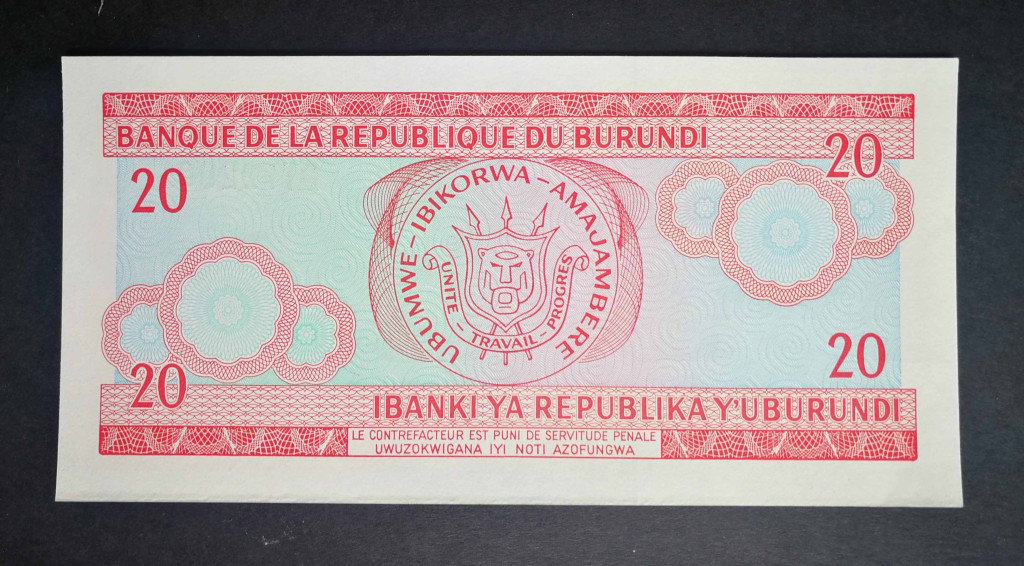 BANQUE DE LA REPUBLIQUE DU BURUNDI
20
20
UBUMWE - IBIKORWA - AMAJAMBERE
UNITE - TRAVAIL - PROGRES
20
20
IBANKI YA REPUBLIKA Y'UBURUNDI
LE CONTREFACTEUR EST PUNI DE SERVITUDE PENALE
UWUZOKWIGANA IYI NOTI AZOFUNGWA